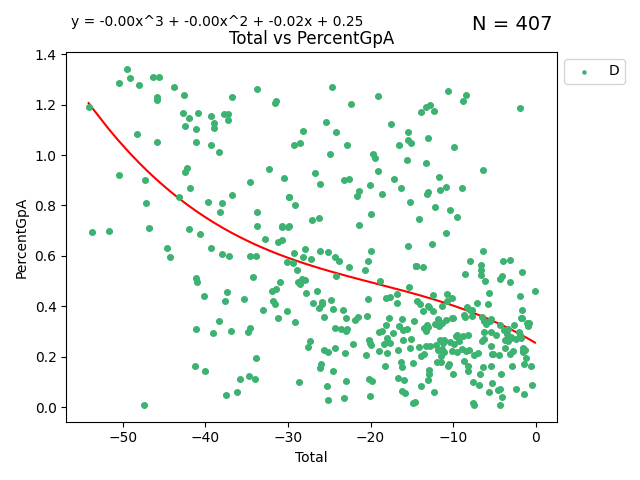 y = -0.00x^3 + -0.00x^2 + -0.02x + 0.25
N = 407
Total vs PercentGpA
D
PercentGpA
1.4
1.2
1.0
0.8
0.6
0.4
0.2
0.0
−50 −40 −30 −20 −10 0
Total